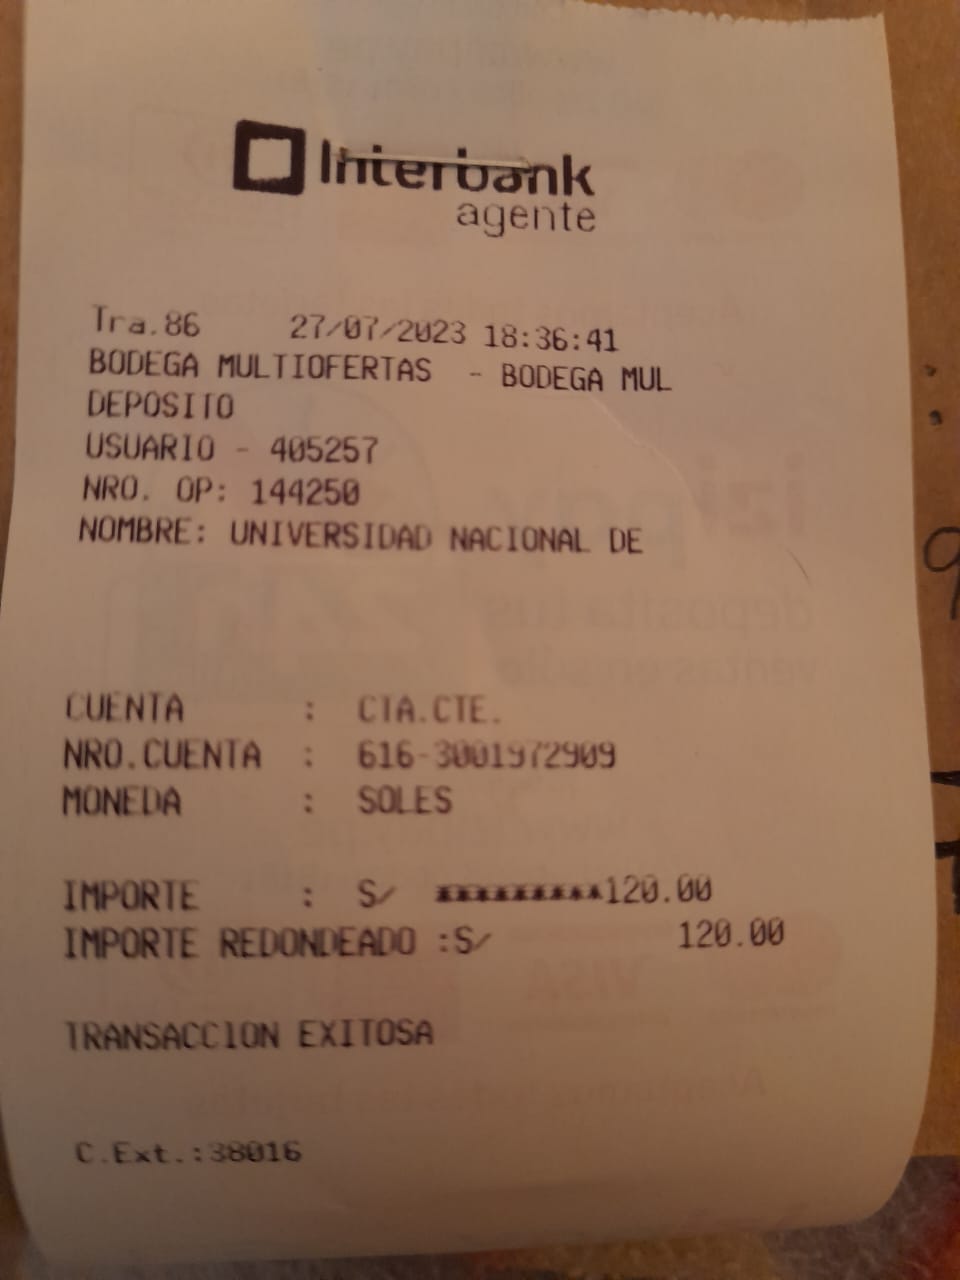 Interbank
agente
Tra.86 27/07/2023 18:36:41
BODEGA MULTIOFERTAS - BODEGA MUL
DEPOSITO
USUARIO - 405257
NRO. OP: 144250
NOMBRE: UNIVERSIDAD NACIONAL DE
CUENTA : CTA.CTE.
NRO.CUENTA : 616-3001972909
MONEDA : SOLES
IMPORTE : S/ *********120.00
IMPORTE REDONDEADO :S/ 120.00
TRANSACCION EXITOSA
C.Ext.:38016